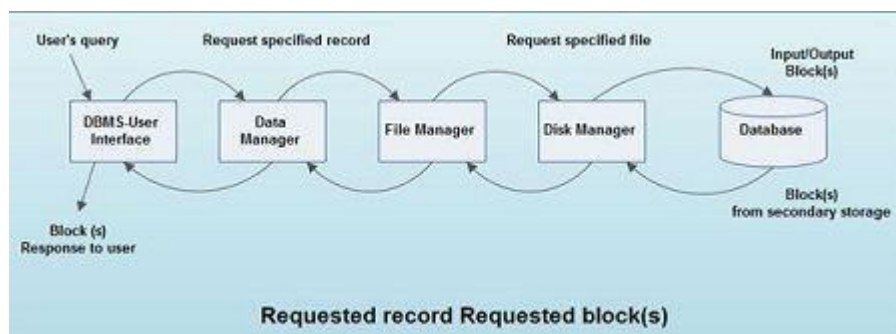 User's query
Request specified record
Request specified file
Input/Output
Block(s)
DBMS-User
Interface
Data
Manager
File Manager
Disk Manager
Database
Block (s)
Response to user
Block(s)
from secondary storage
Requested record Requested block(s)